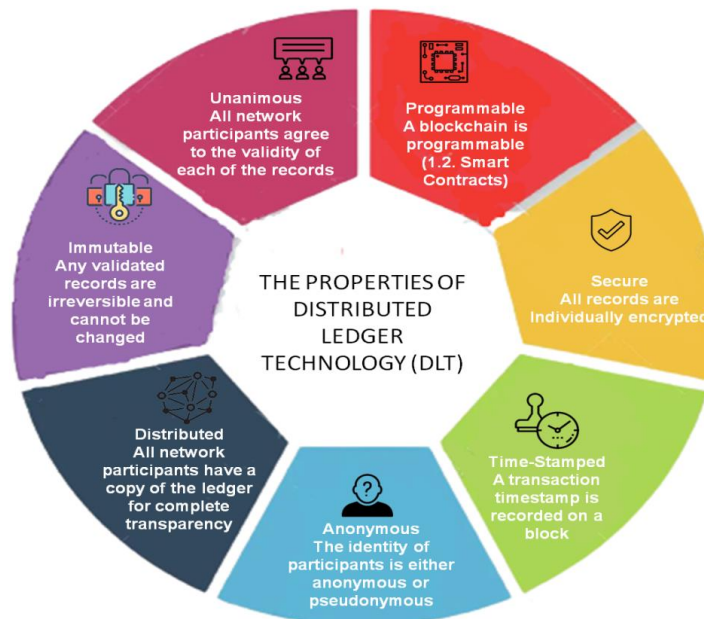 THE PROPERTIES OF
DISTRIBUTED
LEDGER
TECHNOLOGY (DLT)
Programmable
A blockchain is
programmable
(1.2. Smart
Contracts)
Secure
All records are
Individually encrypted
Time-Stamped
A transaction
timestamp is
recorded on a
block
Anonymous
The identity of
participants is either
anonymous or
pseudonymous
Distributed
All network
participants have a
copy of the ledger
for complete
transparency
Immutable
Any validated
records are
irreversible and
cannot be
changed
Unanimous
All network
participants agree
to the validity of
each of the records